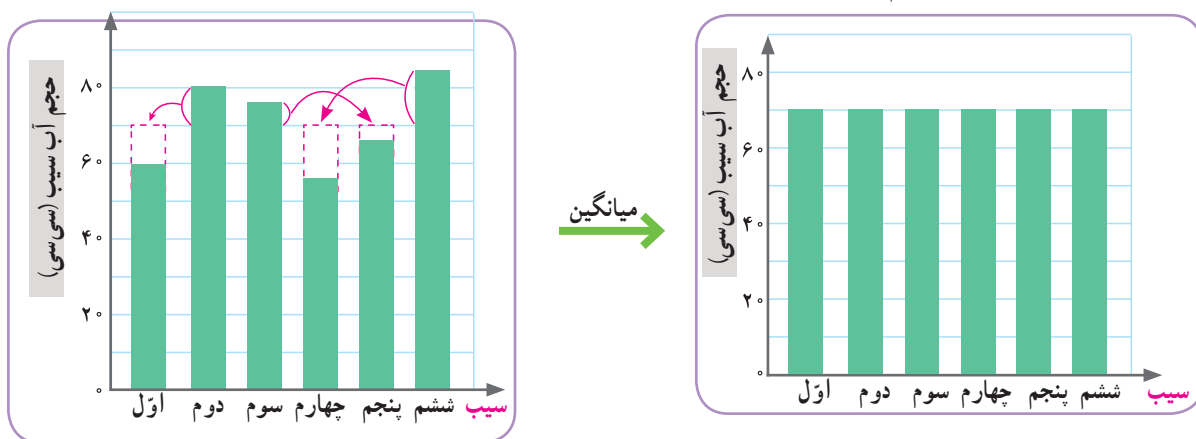 حجم آب سیب (سی‌سی)
۸۰
۶۰
۴۰
۲۰
۰
اوّل دوم سوم چهارم پنجم ششم سیب
میانگین
حجم آب سیب (سی‌سی)
۸۰
۶۰
۴۰
۲۰
۰
اوّل دوم سوم چهارم پنجم ششم سیب